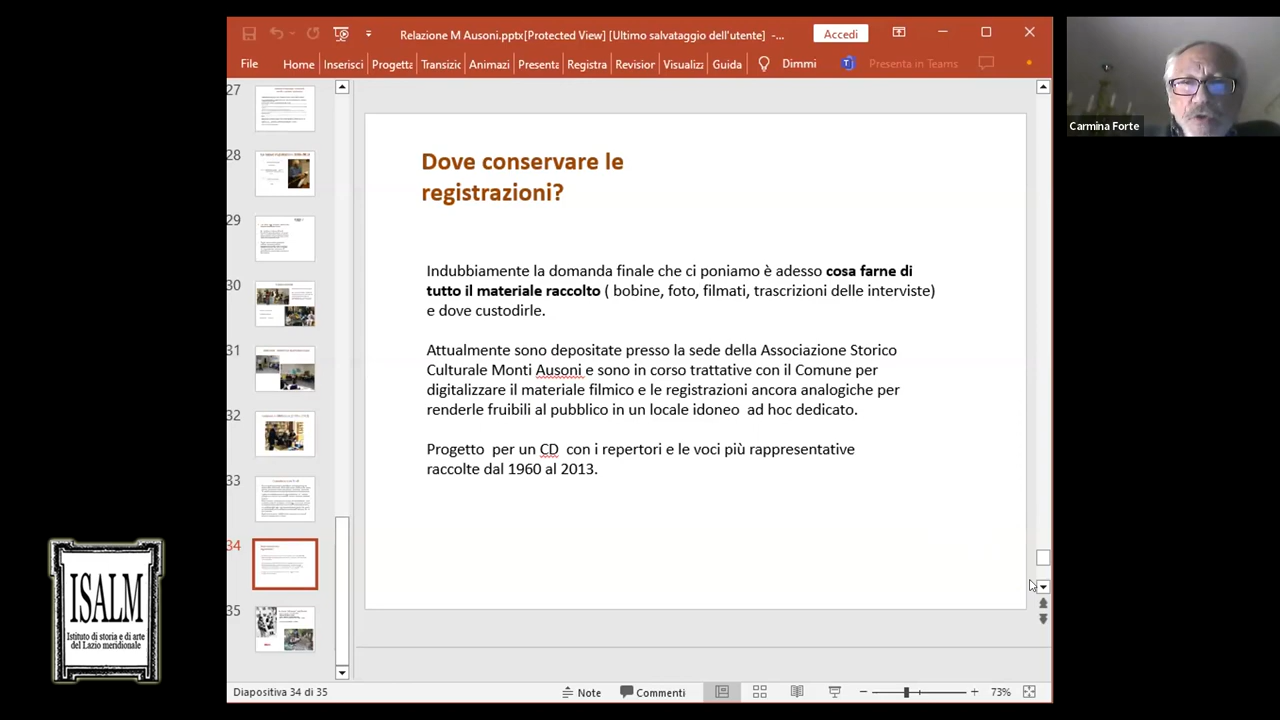 Relazione M Ausoni.pptx[Protected View] [Ultimo salvataggio dell'utente] -...
Accedi
File
Home
Inserisci
Progetta
Transizic
Animazi
Presenta
Registra
Revisior
Visualizz
Guida
Dimmi
Presenta in Teams
Carmina Forte
27
28
29
30
31
32
33
34
35
Dove conservare le
registrazioni?
Indubbiamente la domanda finale che ci poniamo è adesso cosa farne di
tutto il materiale raccolto ( bobine, foto, filmati, trascrizioni delle interviste)
e dove custodirle.
Attualmente sono depositate presso la sede della Associazione Storico
Culturale Monti Ausoni e sono in corso trattative con il Comune per
digitalizzare il materiale filmico e le registrazioni ancora analogiche per
renderle fruibili al pubblico in un locale idoneo ad hoc dedicato.
Progetto per un CD con i repertori e le voci più rappresentative
raccolte dal 1960 al 2013.
ISALM
Istituto di storia e di arte
del Lazio meridionale
Diapositiva 34 di 35
Note
Commenti
73%